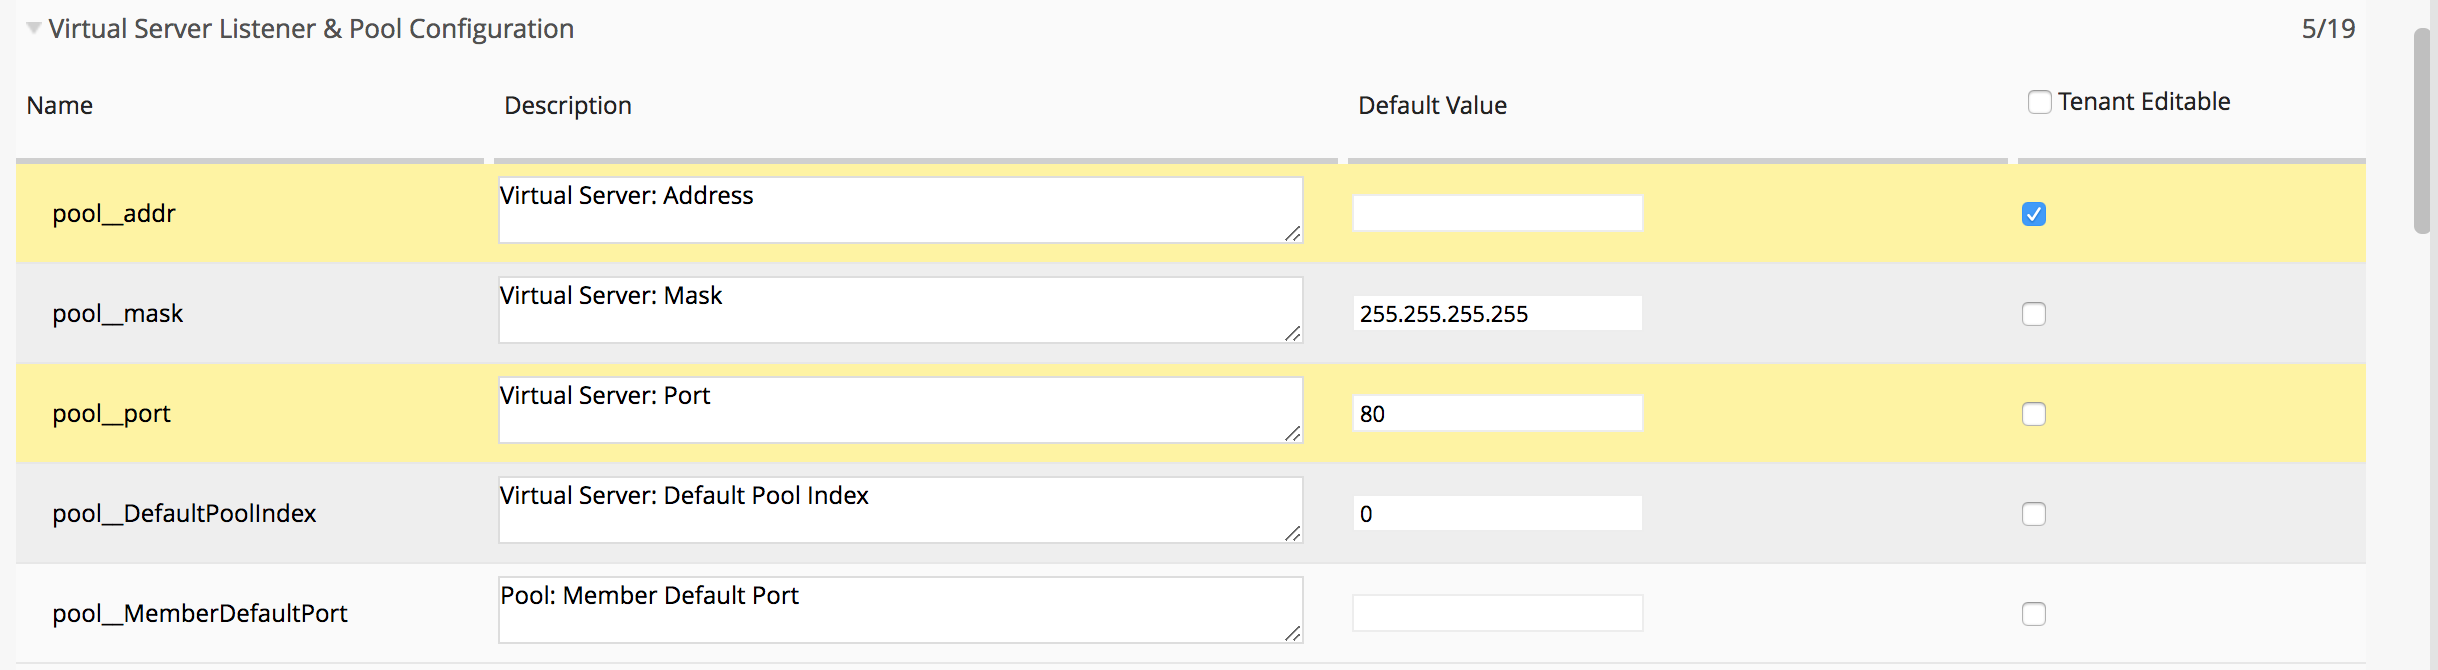 Virtual Server Listener & Pool Configuration 5/19
Name Description Default Value Tenant Editable
pool__addr Virtual Server: Address
pool__mask Virtual Server: Mask 255.255.255.255
pool__port Virtual Server: Port 80
pool__DefaultPoolIndex Virtual Server: Default Pool Index 0
pool__MemberDefaultPort Pool: Member Default Port